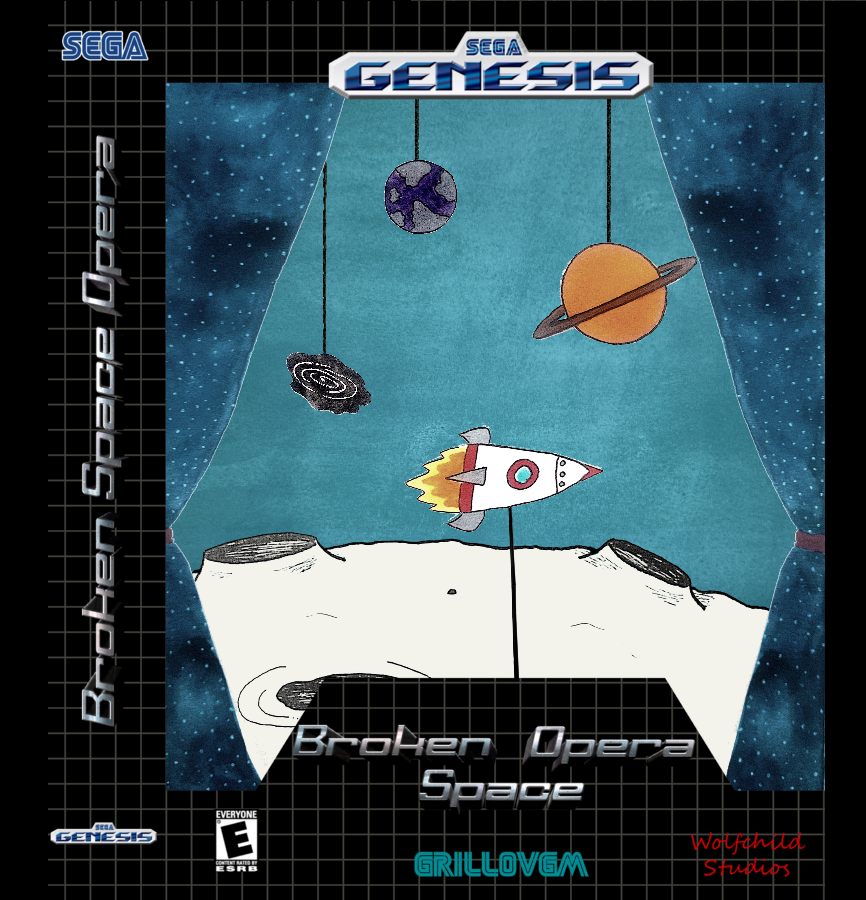 SEGA
Broken Space Opera
SEGA
GENESIS
SEGA
GENESIS
Broken Opera
Space
EVERYONE
E
CONTENT RATED BY
ESRB
GRILLOVGM
Wolfchild
Studios